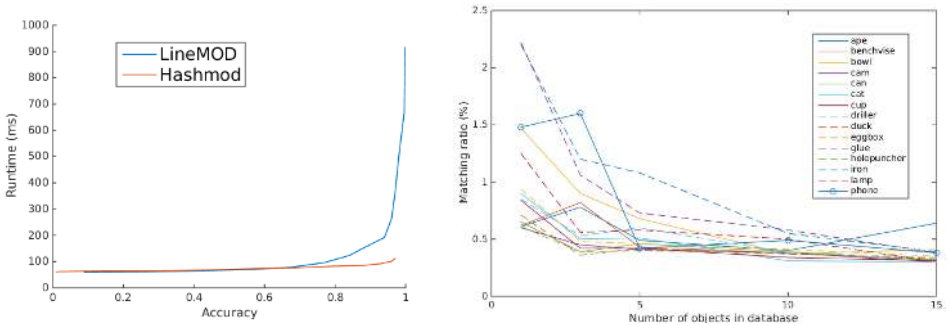 1000
900
800
700
600
500
400
300
200
100
0
0
0.2
0.4
0.6
0.8
1
Runtime (ms)
Accuracy
LineMOD
Hashmod
2.5
2
1.5
1
0.5
0
0
5
10
15
Matching ratio (%)
Number of objects in database
ape
benchvise
bowl
cam
can
cat
cup
driller
duck
eggbox
glue
holepuncher
iron
lamp
phone